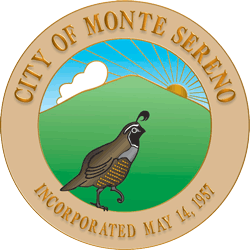 CITY OF MONTE SERENO
INCORPORATED MAY 14, 1957